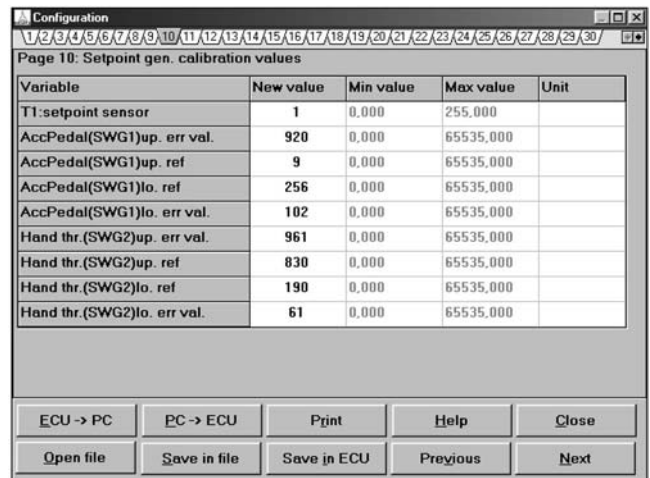 Configuration
1 2 3 4 5 6 7 8 9 10 11 12 13 14 15 16 17 18 19 20 21 22 23 24 25 26 27 28 29 30
Page 10: Setpoint gen. calibration values
Variable New value Min value Max value Unit
T1:setpoint sensor 1 0,000 255,000
AccPedal(SWG1)up. err val. 920 0,000 65535,000
AccPedal(SWG1)up. ref 9 0,000 65535,000
AccPedal(SWG1)lo. ref 256 0,000 65535,000
AccPedal(SWG1)lo. err val. 102 0,000 65535,000
Hand thr.(SWG2)up. err val. 961 0,000 65535,000
Hand thr.(SWG2)up. ref 830 0,000 65535,000
Hand thr.(SWG2)lo. ref 190 0,000 65535,000
Hand thr.(SWG2)lo. err val. 61 0,000 65535,000
ECU -> PC PC -> ECU Print Help Close
Open file Save in file Save in ECU Previous Next